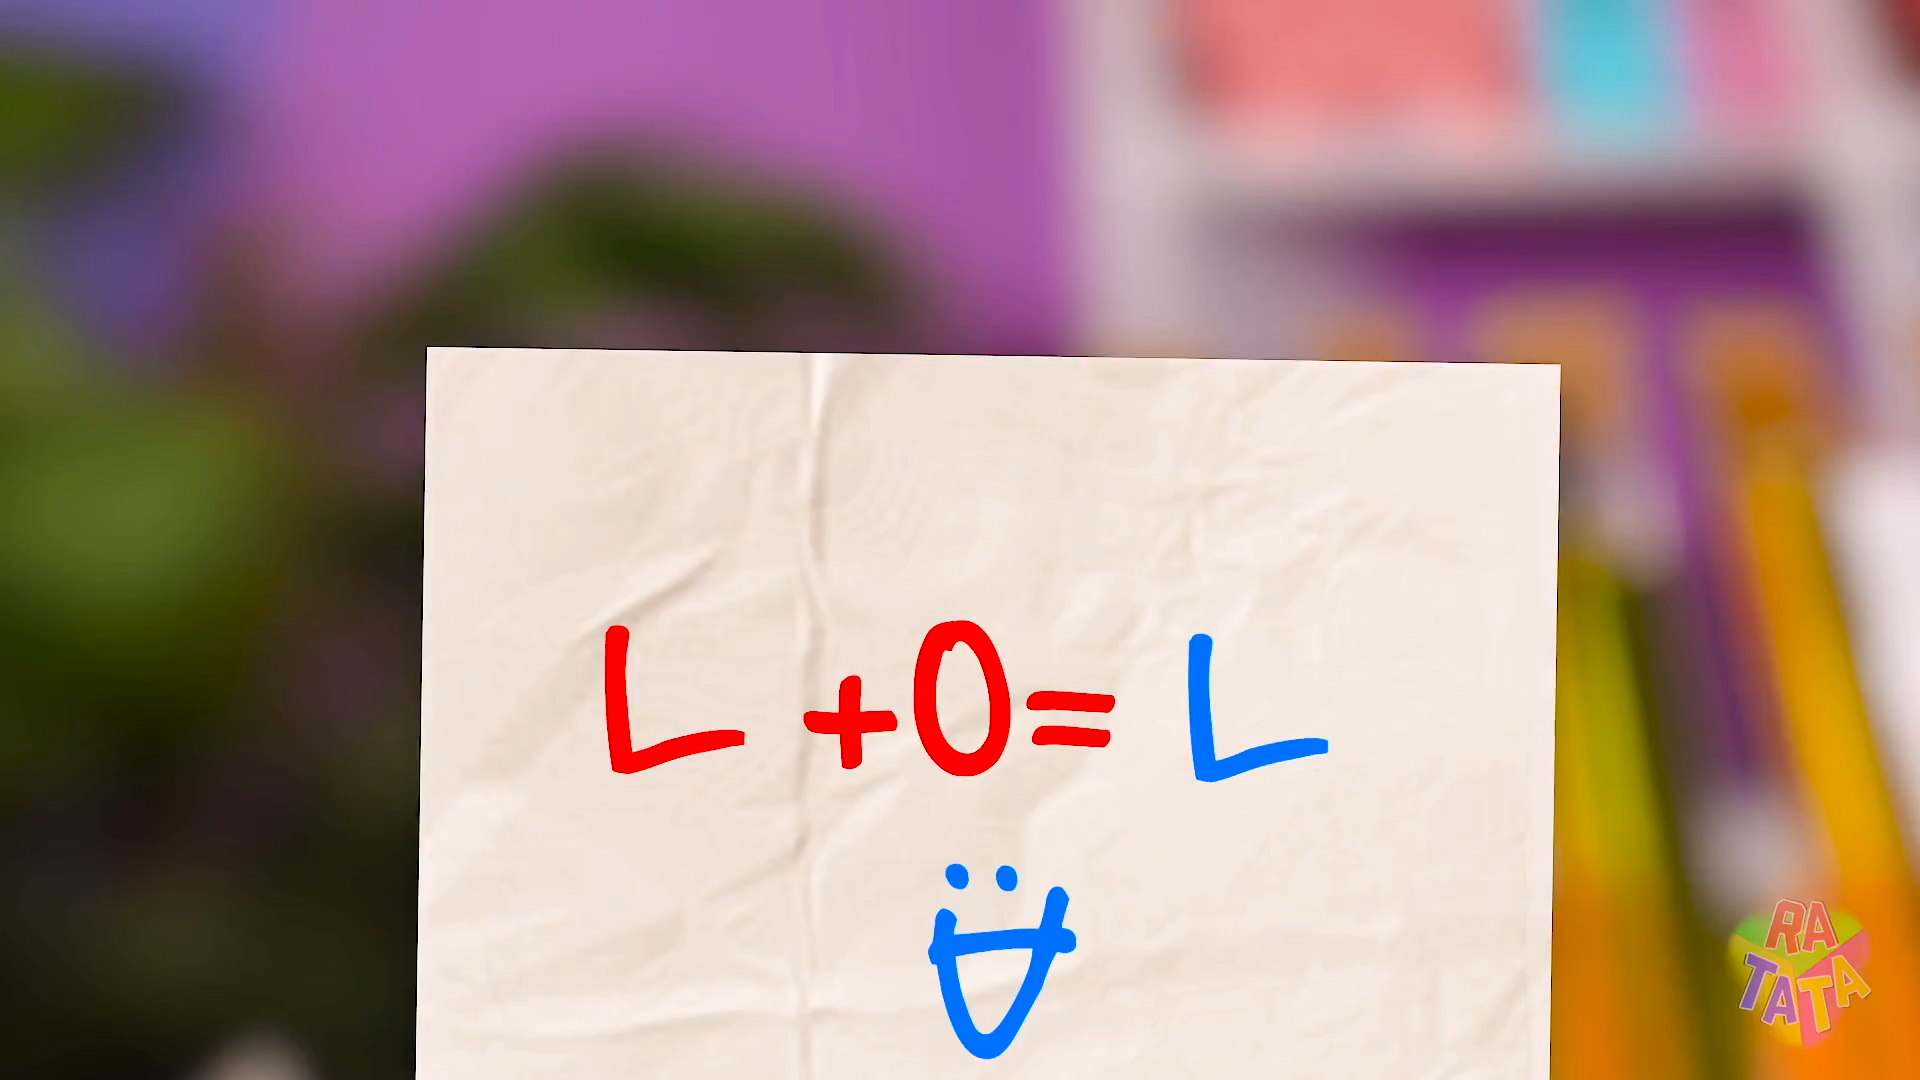 L + 0 = L
RA
TATA